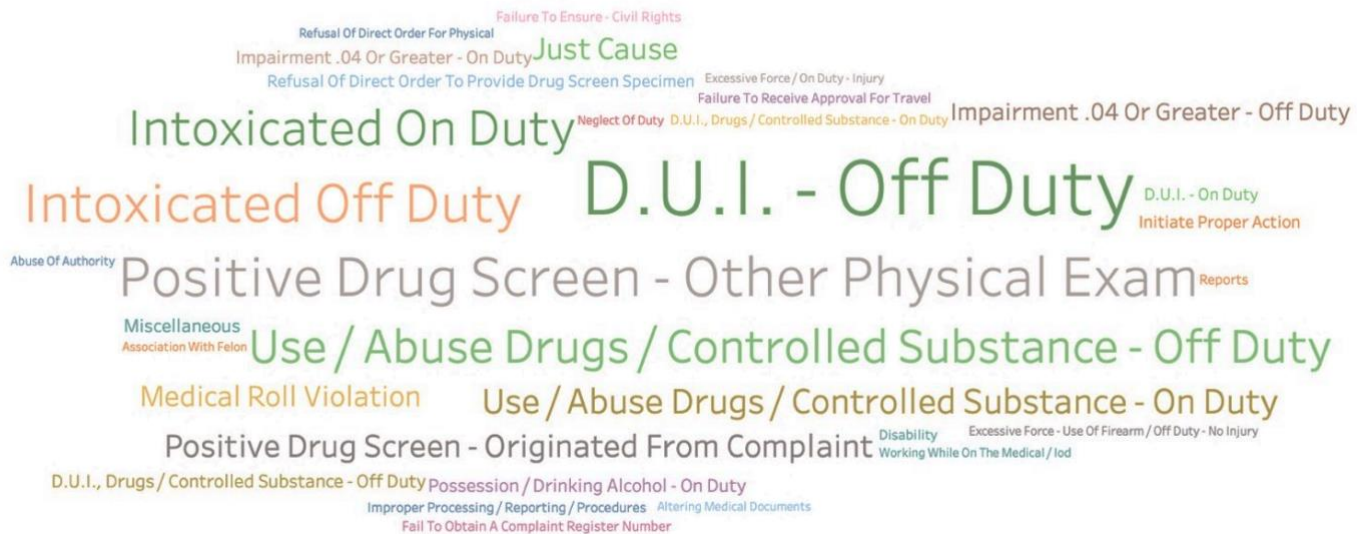 Failure To Ensure - Civil Rights
Refusal Of Direct Order For Physical
Impairment .04 Or Greater - On Duty
Just Cause
Refusal Of Direct Order To Provide Drug Screen Specimen
Excessive Force / On Duty - Injury
Failure To Receive Approval For Travel
Intoxicated On Duty
Neglect Of Duty
D.U.I., Drugs / Controlled Substance - On Duty
Impairment .04 Or Greater - Off Duty
Intoxicated Off Duty
D.U.I. - Off Duty
D.U.I. - On Duty
Initiate Proper Action
Abuse Of Authority
Positive Drug Screen - Other Physical Exam
Reports
Miscellaneous
Association With Felon
Use / Abuse Drugs / Controlled Substance - Off Duty
Medical Roll Violation
Use / Abuse Drugs / Controlled Substance - On Duty
Positive Drug Screen - Originated From Complaint
Disability
Excessive Force - Use Of Firearm / Off Duty - No Injury
Working While On The Medical / Iod
D.U.I., Drugs / Controlled Substance - Off Duty
Possession / Drinking Alcohol - On Duty
Improper Processing / Reporting / Procedures
Altering Medical Documents
Fail To Obtain A Complaint Register Number